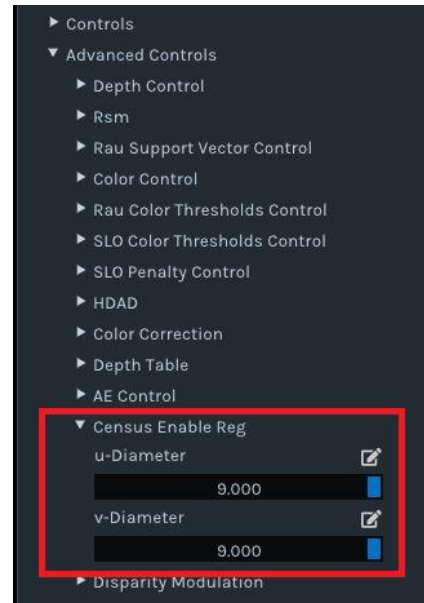 Controls
Advanced Controls
Depth Control
Rsm
Rau Support Vector Control
Color Control
Rau Color Thresholds Control
SLO Color Thresholds Control
SLO Penalty Control
HDAD
Color Correction
Depth Table
AE Control
Census Enable Reg
u-Diameter
9.000
v-Diameter
9.000
Disparity Modulation